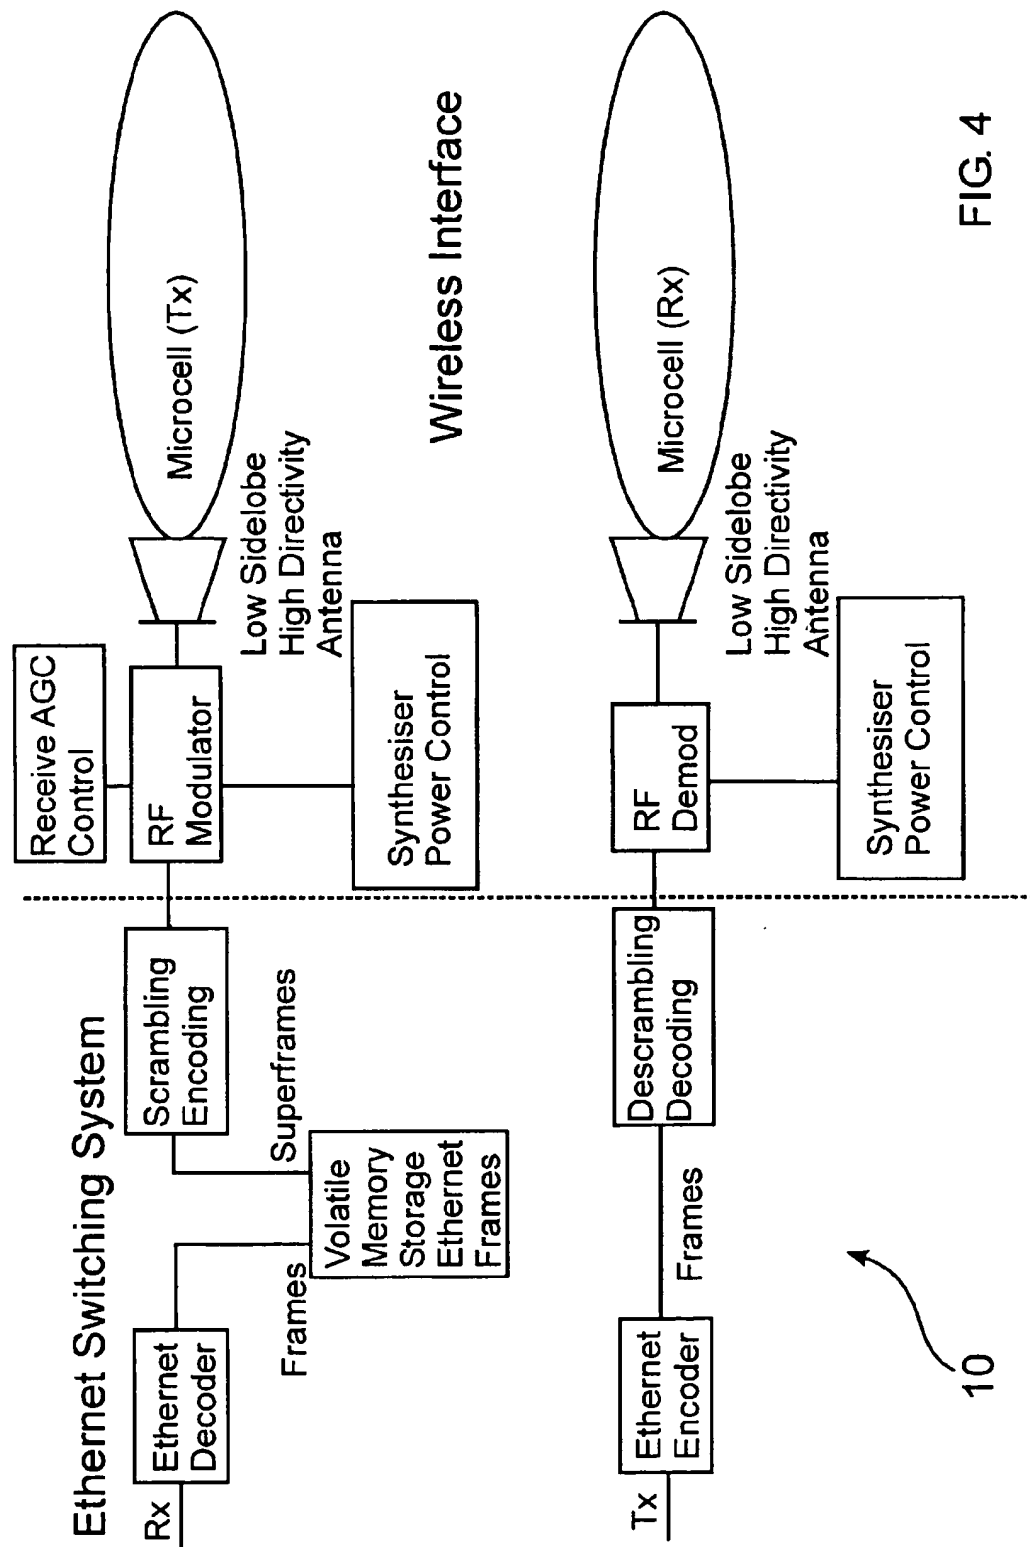 Ethernet Switching System
Rx
Ethernet
Decoder
Frames
Volatile
Memory
Storage
Ethernet
Frames
Superframes
Scrambling
Encoding
Receive AGC
Control
RF
Modulator
Synthesiser
Power Control
Low Sidelobe
High Directivity
Antenna
Microcell (Tx)
Wireless Interface
Tx
Ethernet
Encoder
Frames
Descrambling
Decoding
RF
Demod
Synthesiser
Power Control
Low Sidelobe
High Directivity
Antenna
Microcell (Rx)
10
FIG. 4